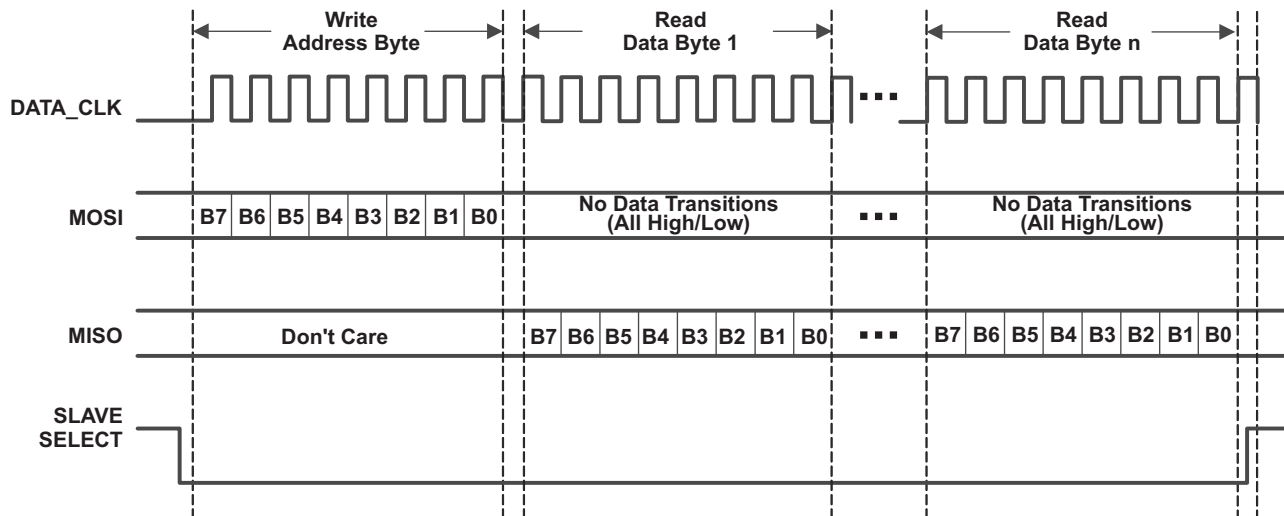 Write
Address Byte
Read
Data Byte 1
Read
Data Byte n
DATA_CLK
MOSI
B7 B6 B5 B4 B3 B2 B1 B0
No Data Transitions
(All High/Low)
No Data Transitions
(All High/Low)
MISO
Don't Care
B7 B6 B5 B4 B3 B2 B1 B0
B7 B6 B5 B4 B3 B2 B1 B0
SLAVE
SELECT